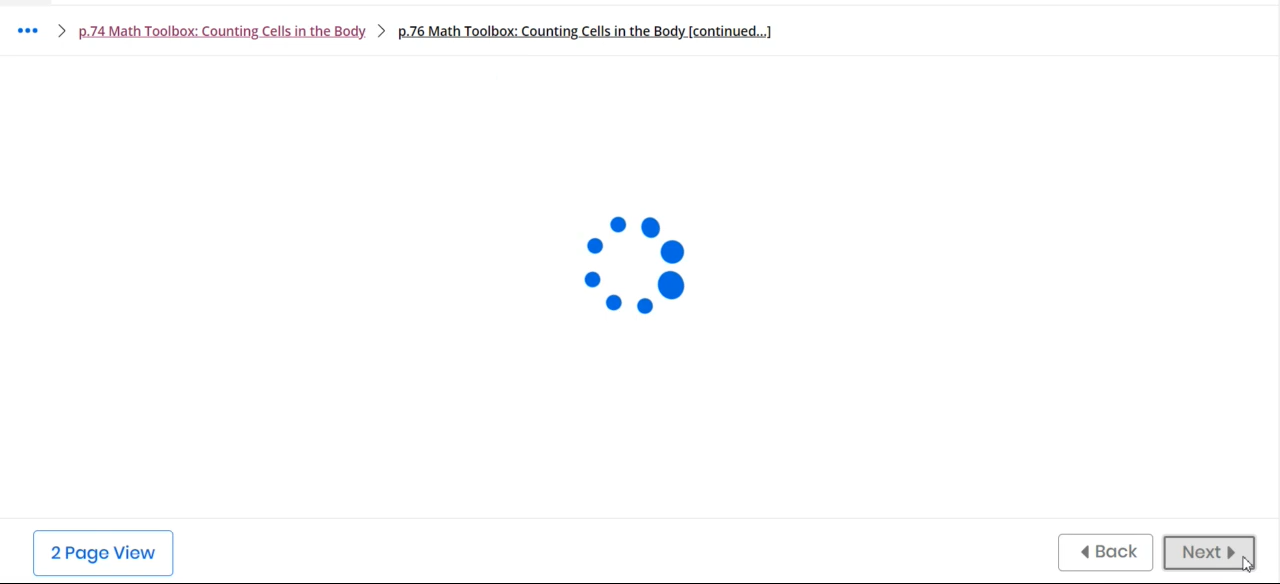 ••• > p.74 Math Toolbox: Counting Cells in the Body > p.76 Math Toolbox: Counting Cells in the Body [continued...]
2 Page View
Back
Next